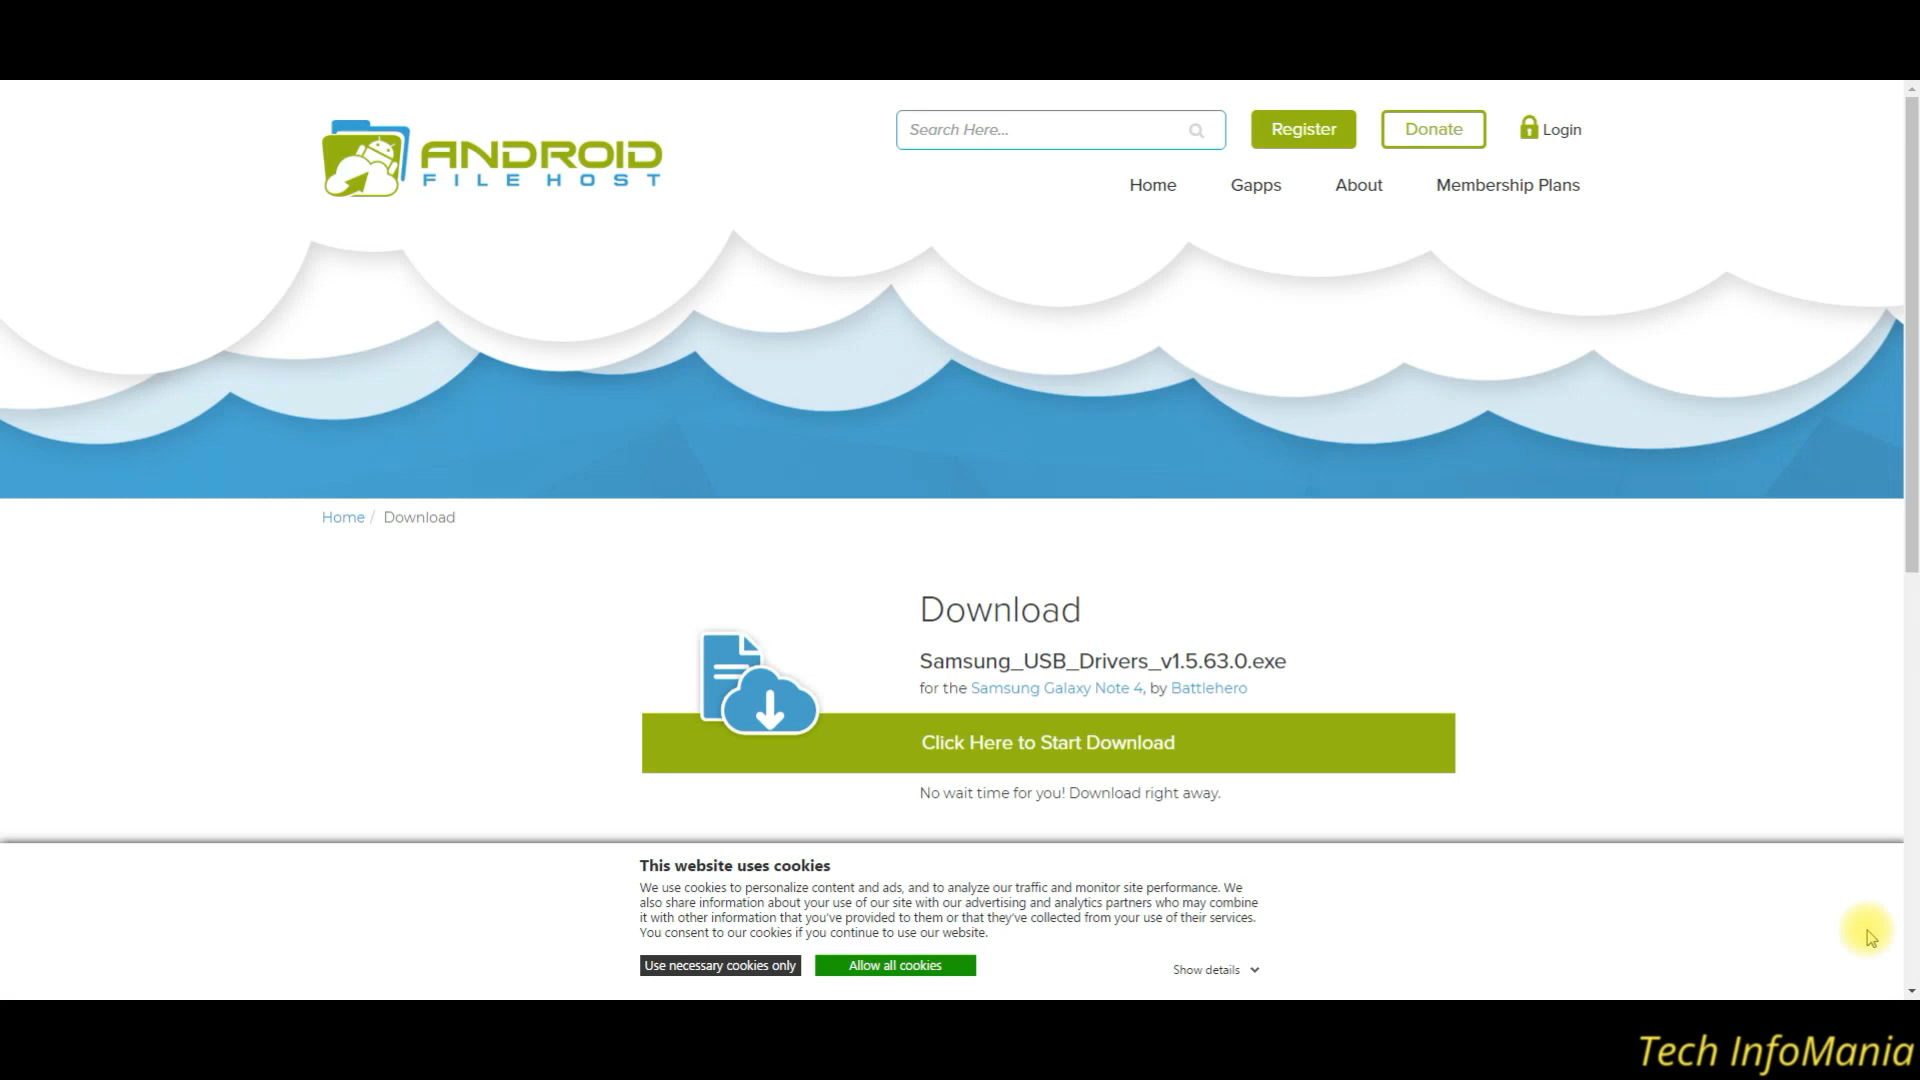 ANDROID
FILE HOST
Search Here...
Register
Donate
Login
Home
Gapps
About
Membership Plans
Home / Download
Download
Samsung_USB_Drivers_v1.5.63.0.exe
for the Samsung Galaxy Note 4, by Battlehero
Click Here to Start Download
No wait time for you! Download right away.
This website uses cookies
We use cookies to personalize content and ads, and to analyze our traffic and monitor site performance. We
also share information about your use of our site with our advertising and analytics partners who may combine
it with other information that you've provided to them or that they've collected from your use of their services.
You consent to our cookies if you continue to use our website.
Use necessary cookies only
Allow all cookies
Show details
Tech InfoMania